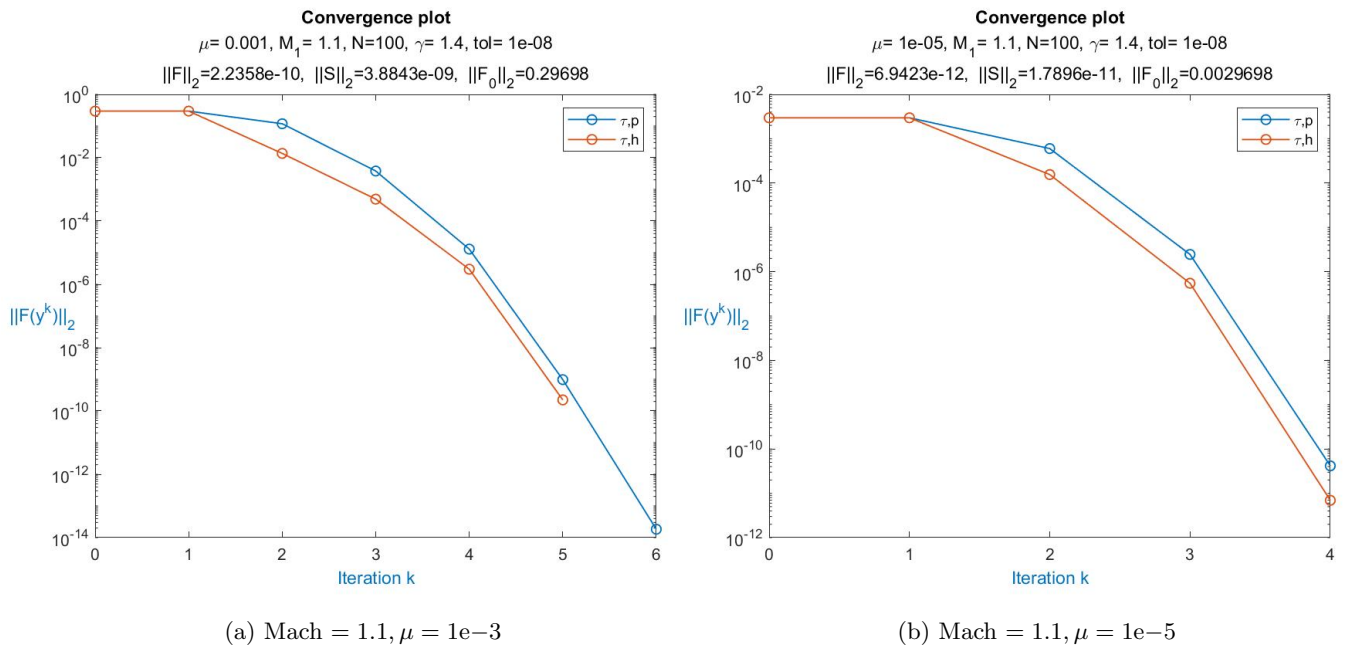 Convergence plot
μ= 0.001, M₁= 1.1, N=100, γ= 1.4, tol= 1e-08
||F||₂=2.2358e-10, ||S||₂=3.8843e-09, ||F₀||₂=0.29698
10⁰
10⁻²
10⁻⁴
10⁻⁶
10⁻⁸
10⁻¹⁰
10⁻¹²
10⁻¹⁴
||F(yᵏ)||₂
τ,p
τ,h
0 1 2 3 4 5 6
Iteration k
(a) Mach = 1.1, μ = 1e−3
Convergence plot
μ= 1e-05, M₁= 1.1, N=100, γ= 1.4, tol= 1e-08
||F||₂=6.9423e-12, ||S||₂=1.7896e-11, ||F₀||₂=0.0029698
10⁻²
10⁻⁴
10⁻⁶
10⁻⁸
10⁻¹⁰
10⁻¹²
||F(yᵏ)||₂
τ,p
τ,h
0 1 2 3 4
Iteration k
(b) Mach = 1.1, μ = 1e−5